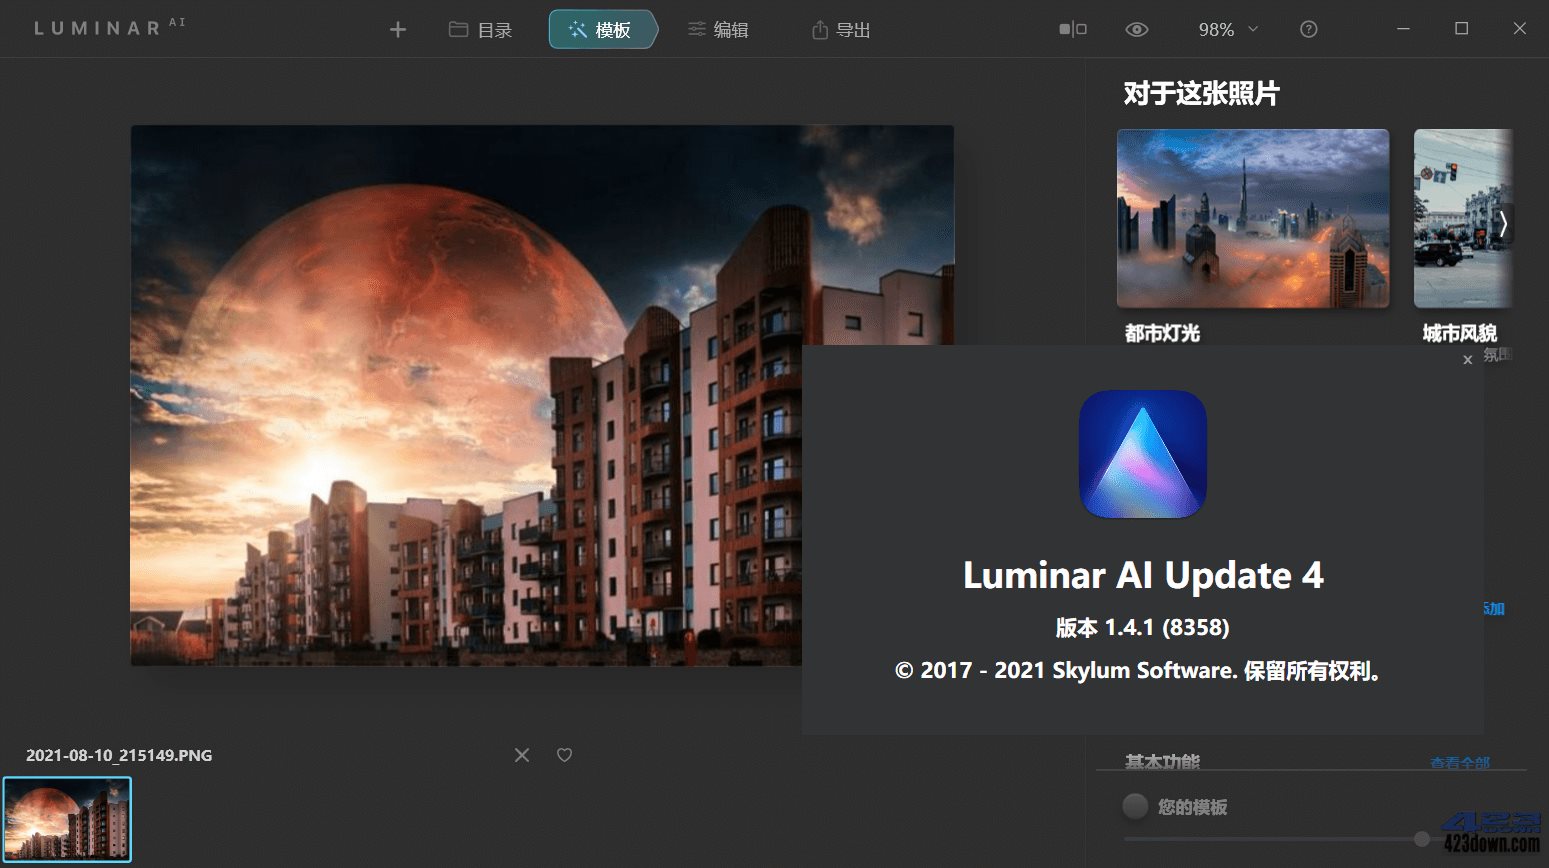 LUMINAR AI
目录
模板
编辑
导出
98%
对于这张照片
都市灯光
城市风貌
氛围
Luminar AI Update 4
版本 1.4.1 (8358)
© 2017 - 2021 Skylum Software. 保留所有权利。
2021-08-10_215149.PNG
基本功能
查看全部
您的模板
423down.com